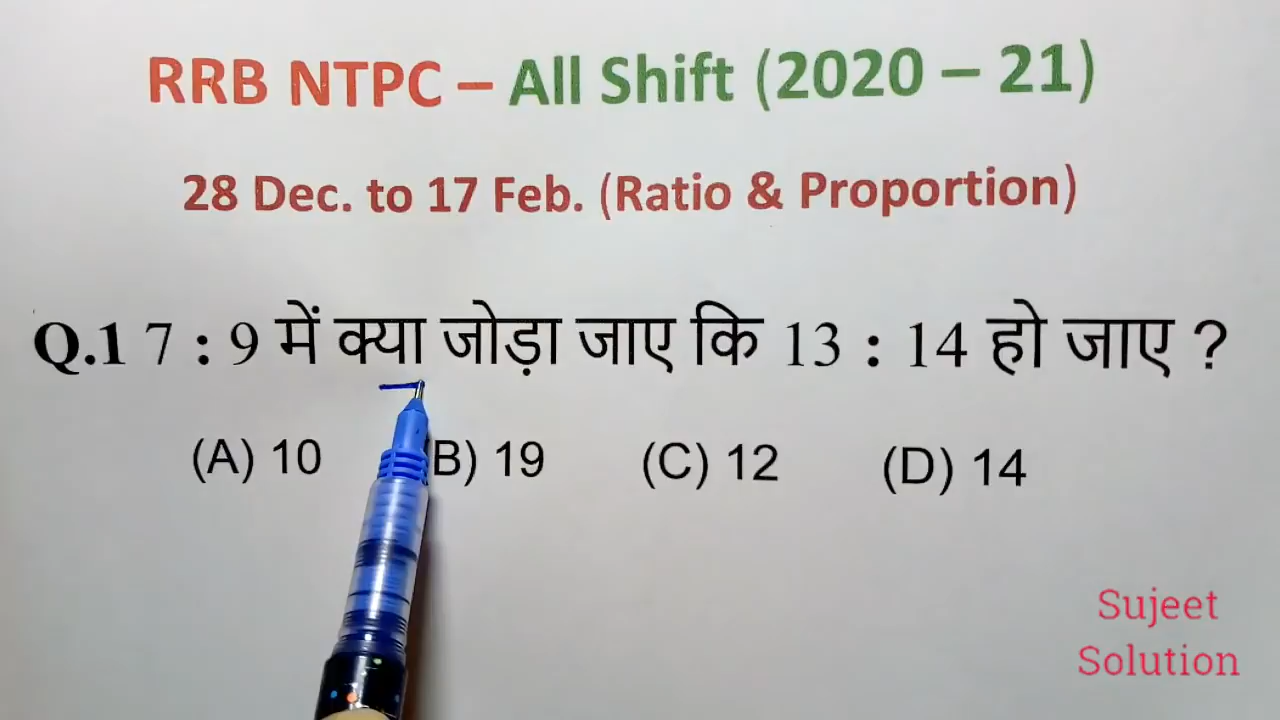 RRB NTPC – All Shift (2020 – 21)
28 Dec. to 17 Feb. (Ratio & Proportion)
Q.1 7 : 9 में क्या जोड़ा जाए कि 13 : 14 हो जाए ?
(A) 10 (B) 19 (C) 12 (D) 14
Sujeet
Solution